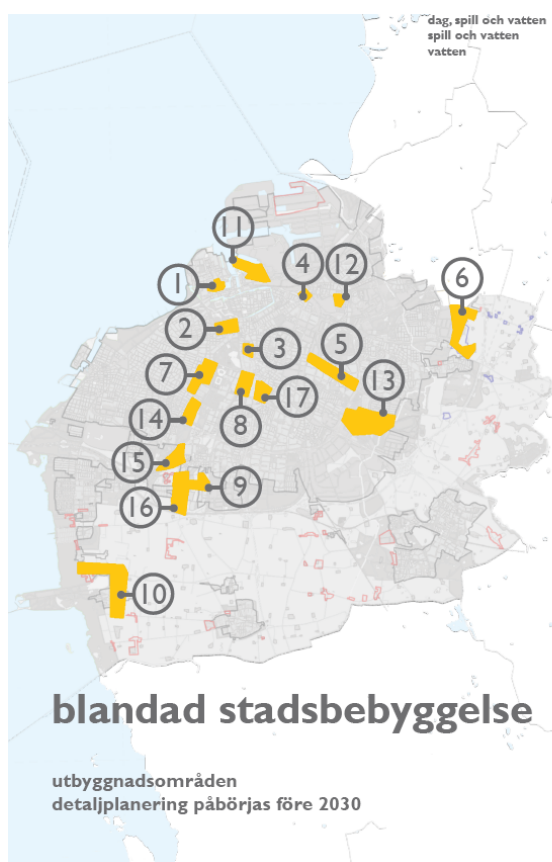 dag, spill och vatten
spill och vatten
vatten
11
1
4
12
6
2
3
5
7
13
8
17
14
15
9
16
10
blandad stadsbebyggelse
utbyggnadsområden
detaljplanering påbörjas före 2030